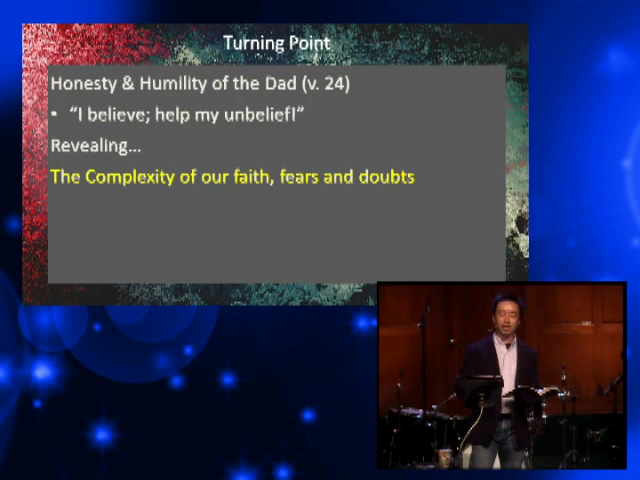 Turning Point
Honesty & Humility of the Dad (v. 24)
• “I believe; help my unbelief!”
Revealing...
The Complexity of our faith, fears and doubts